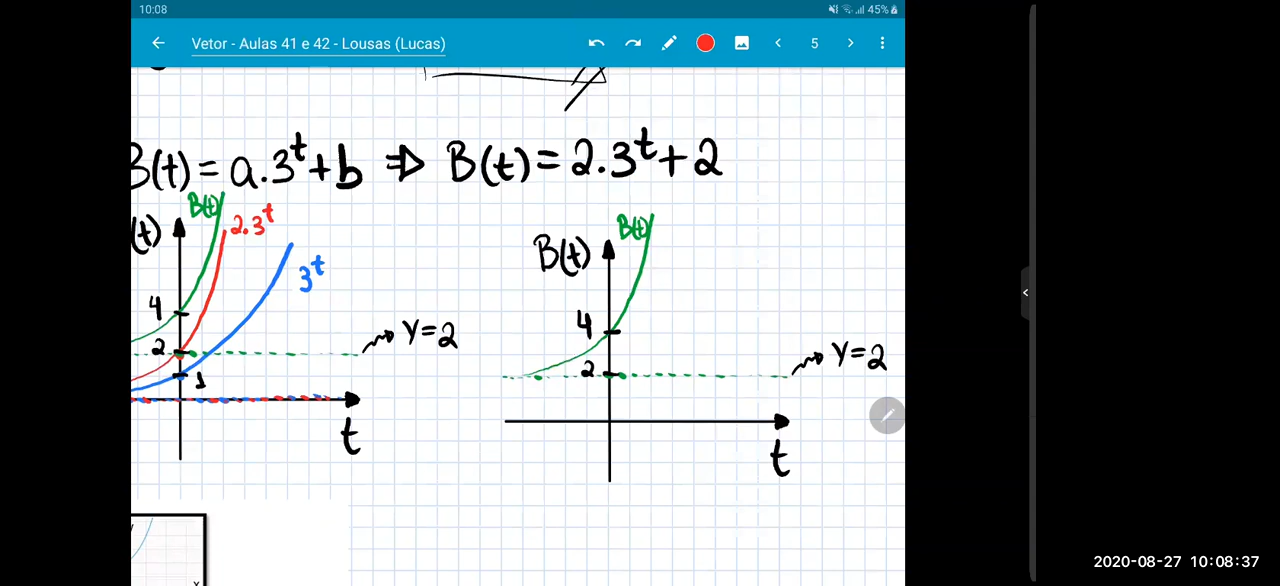 10:08
45%
Vetor - Aulas 41 e 42 - Lousas (Lucas)
5
B(t) = a.3^t + b ⇒ B(t) = 2.3^t + 2
B(t)
2.3^t
(t)
3^t
4
2
1
Y=2
t
B(t)
B(t)
4
2
Y=2
t
2020-08-27 10:08:37